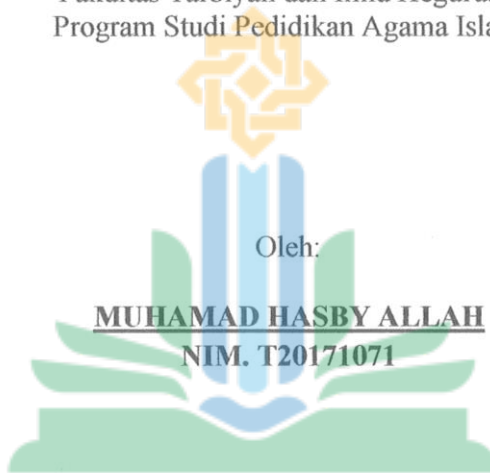 Program Studi Pedidikan Agama Isla
Oleh:
MUHAMAD HASBY ALLAH
NIM. T20171071